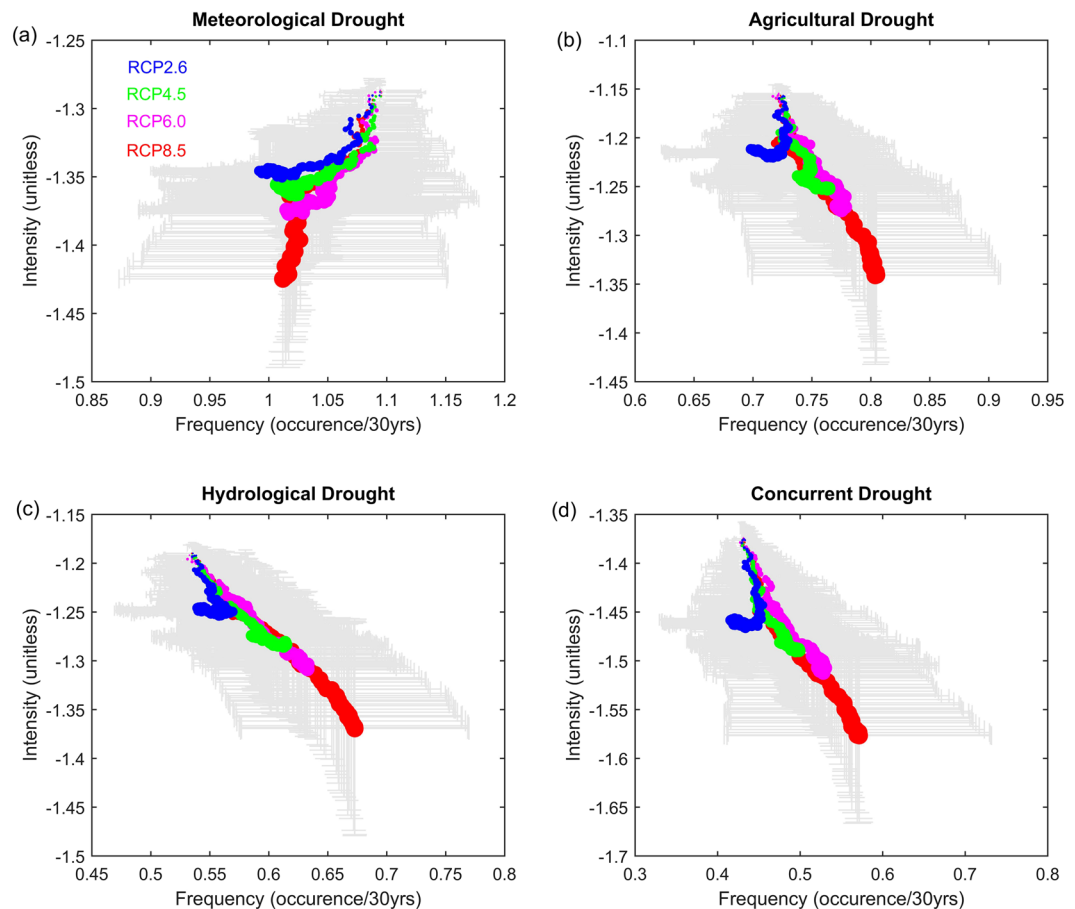 Meteorological Drought
(a)
-1.25
-1.3
-1.35
-1.4
-1.45
-1.5
Intensity (unitless)
RCP2.6
RCP4.5
RCP6.0
RCP8.5
0.85 0.9 0.95 1 1.05 1.1 1.15 1.2
Frequency (occurence/30yrs)
Agricultural Drought
(b)
-1.1
-1.15
-1.2
-1.25
-1.3
-1.35
-1.4
-1.45
Intensity (unitless)
0.6 0.65 0.7 0.75 0.8 0.85 0.9 0.95
Frequency (occurence/30yrs)
Hydrological Drought
(c)
-1.15
-1.2
-1.25
-1.3
-1.35
-1.4
-1.45
-1.5
Intensity (unitless)
0.45 0.5 0.55 0.6 0.65 0.7 0.75 0.8
Frequency (occurence/30yrs)
Concurrent Drought
(d)
-1.35
-1.4
-1.45
-1.5
-1.55
-1.6
-1.65
-1.7
Intensity (unitless)
0.3 0.4 0.5 0.6 0.7 0.8
Frequency (occurence/30yrs)